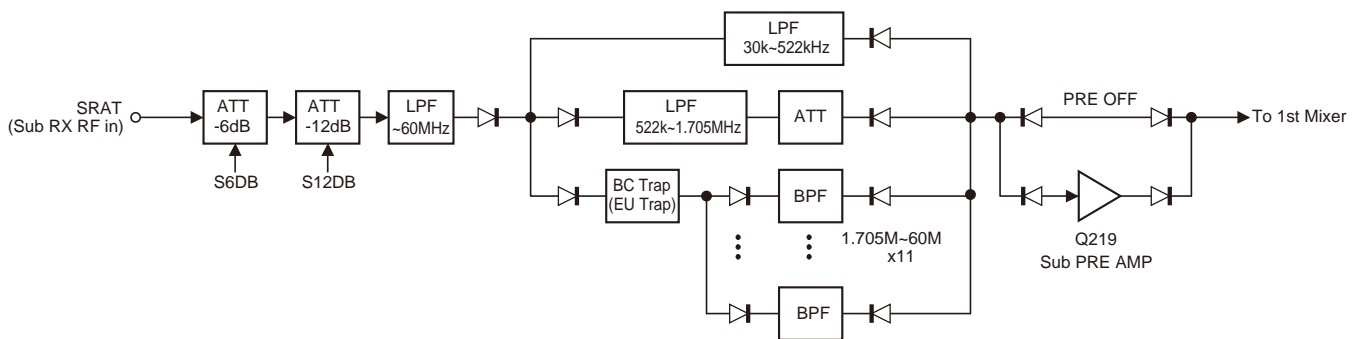 LPF
30k~522kHz
SRAT
(Sub RX RF in)
ATT
-6dB
ATT
-12dB
LPF
~60MHz
LPF
522k~1.705MHz
ATT
PRE OFF
To 1st Mixer
S6DB
S12DB
BC Trap
(EU Trap)
BPF
1.705M~60M
x11
Q219
Sub PRE AMP
BPF